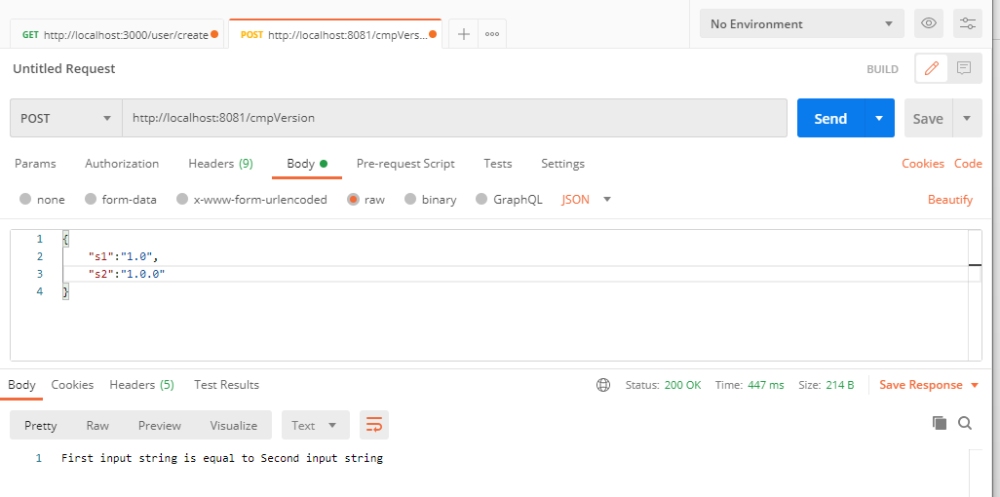 GET http://localhost:3000/user/create
POST http://localhost:8081/cmpVers...
No Environment
Untitled Request
BUILD
POST http://localhost:8081/cmpVersion Send Save
Params Authorization Headers (9) Body Pre-request Script Tests Settings Cookies Code
none form-data x-www-form-urlencoded raw binary GraphQL JSON Beautify
1 {
2 "s1":"1.0",
3 "s2":"1.0.0"
4 }
Body Cookies Headers (5) Test Results Status: 200 OK Time: 447 ms Size: 214 B Save Response
Pretty Raw Preview Visualize Text
1 First input string is equal to Second input string